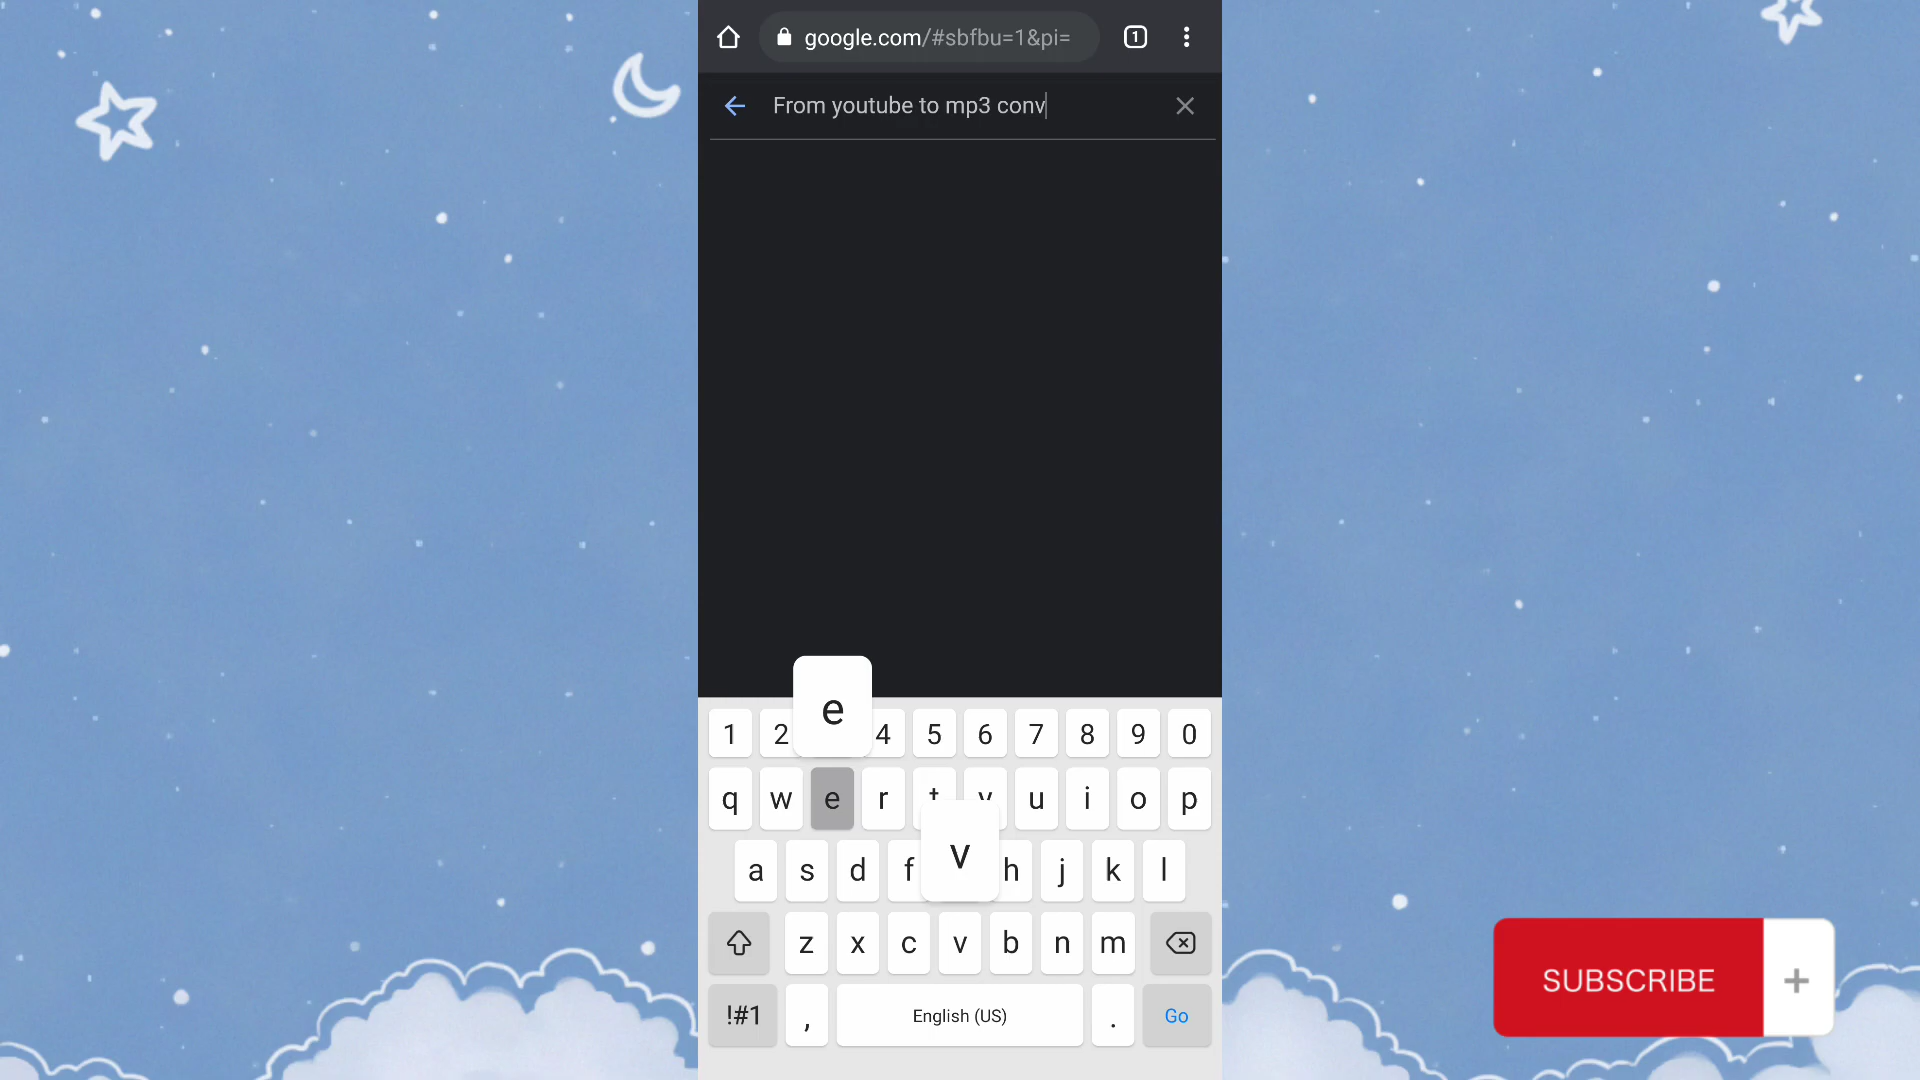 google.com/#sbfbu=1&pi=
1
From youtube to mp3 conv
e
1 2 4 5 6 7 8 9 0
q w e r t y u i o p
v
a s d f h j k l
z x c v b n m
!#1 , English (US) . Go
SUBSCRIBE +